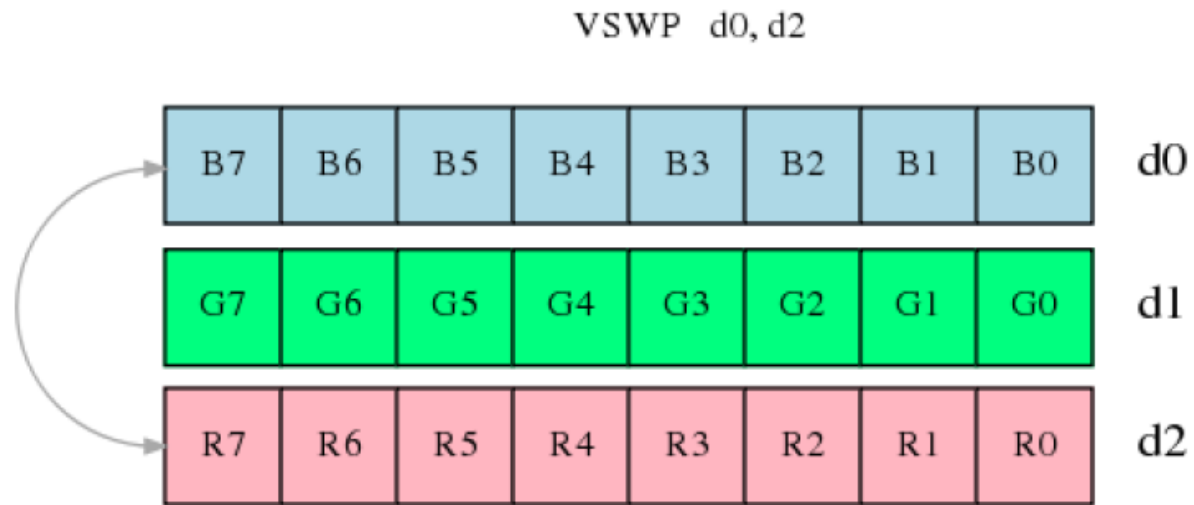 VSWP d0, d2
B7 B6 B5 B4 B3 B2 B1 B0 d0
G7 G6 G5 G4 G3 G2 G1 G0 d1
R7 R6 R5 R4 R3 R2 R1 R0 d2